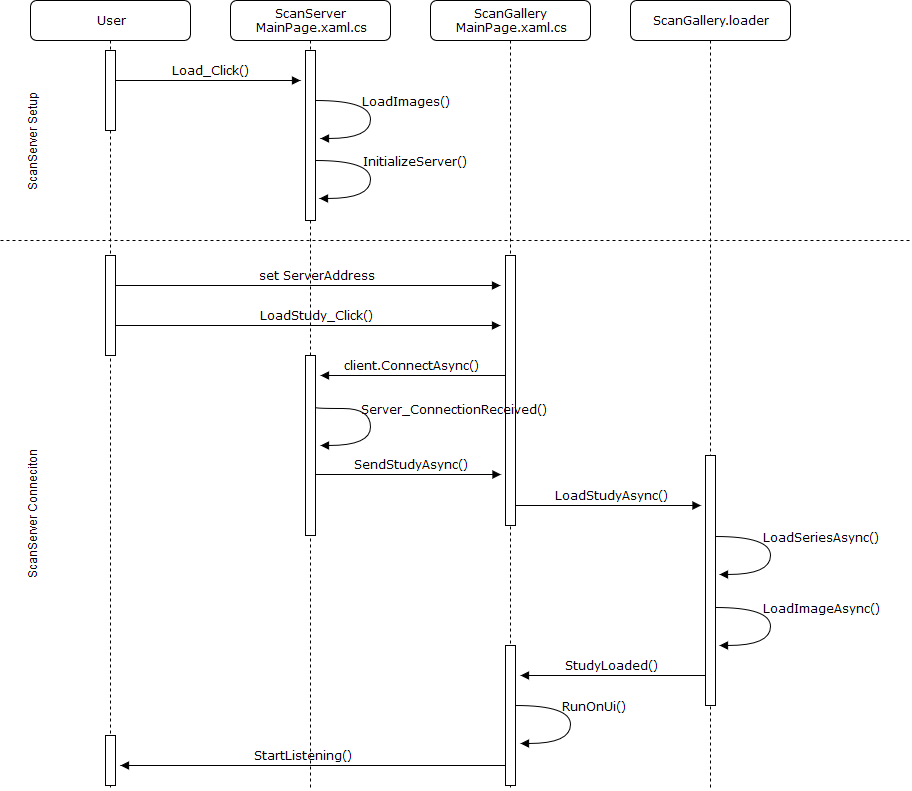 User
ScanServer
MainPage.xaml.cs
ScanGallery
MainPage.xaml.cs
ScanGallery.loader
ScanServer Setup
Load_Click()
LoadImages()
InitializeServer()
ScanServer Conneciton
set ServerAddress
LoadStudy_Click()
client.ConnectAsync()
Server_ConnectionReceived()
SendStudyAsync()
LoadStudyAsync()
LoadSeriesAsync()
LoadImageAsync()
StudyLoaded()
RunOnUi()
StartListening()